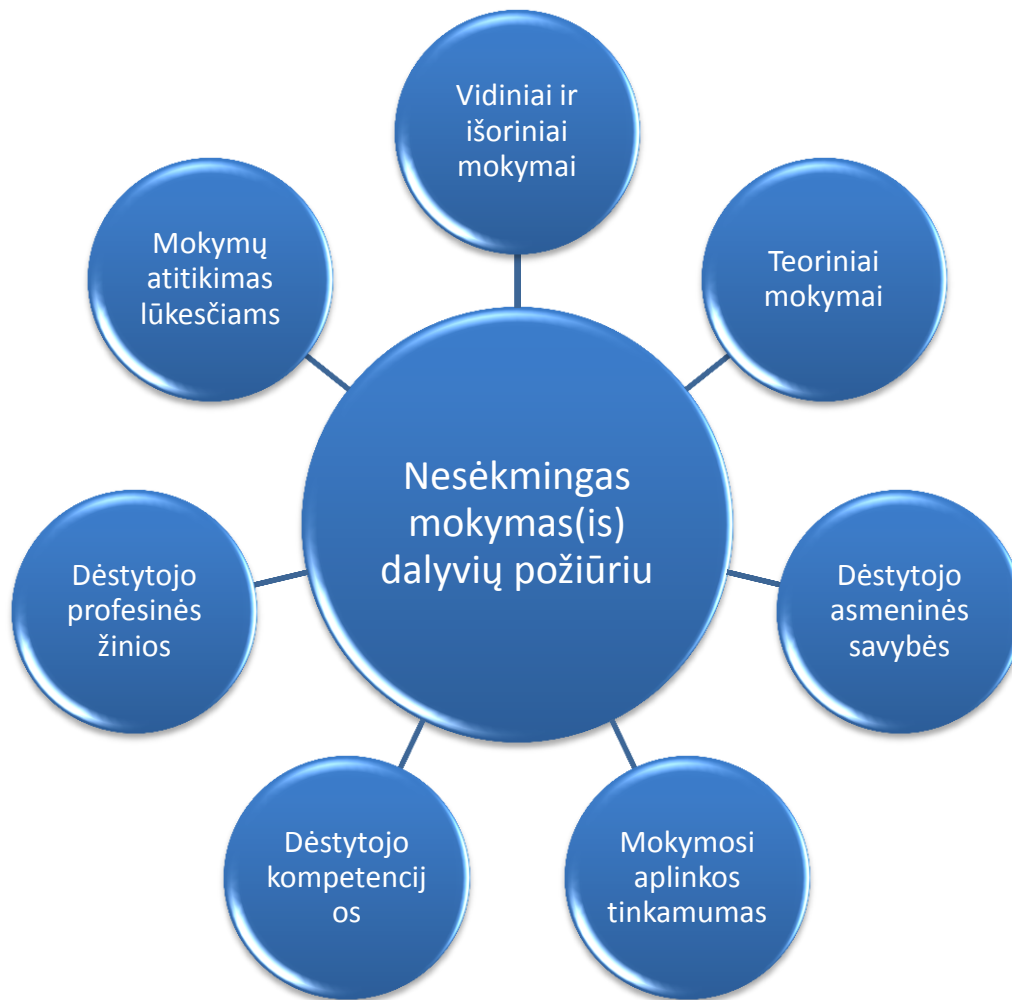 Vidiniai ir
išoriniai
mokymai
Teoriniai
mokymai
Dėstytojo
asmeninės
savybės
Mokymosi
aplinkos
tinkamumas
Dėstytojo
kompetencij
os
Dėstytojo
profesinės
žinios
Mokymų
atitikimas
lūkesčiams
Nesėkmingas
mokymas(is)
dalyvių požiūriu